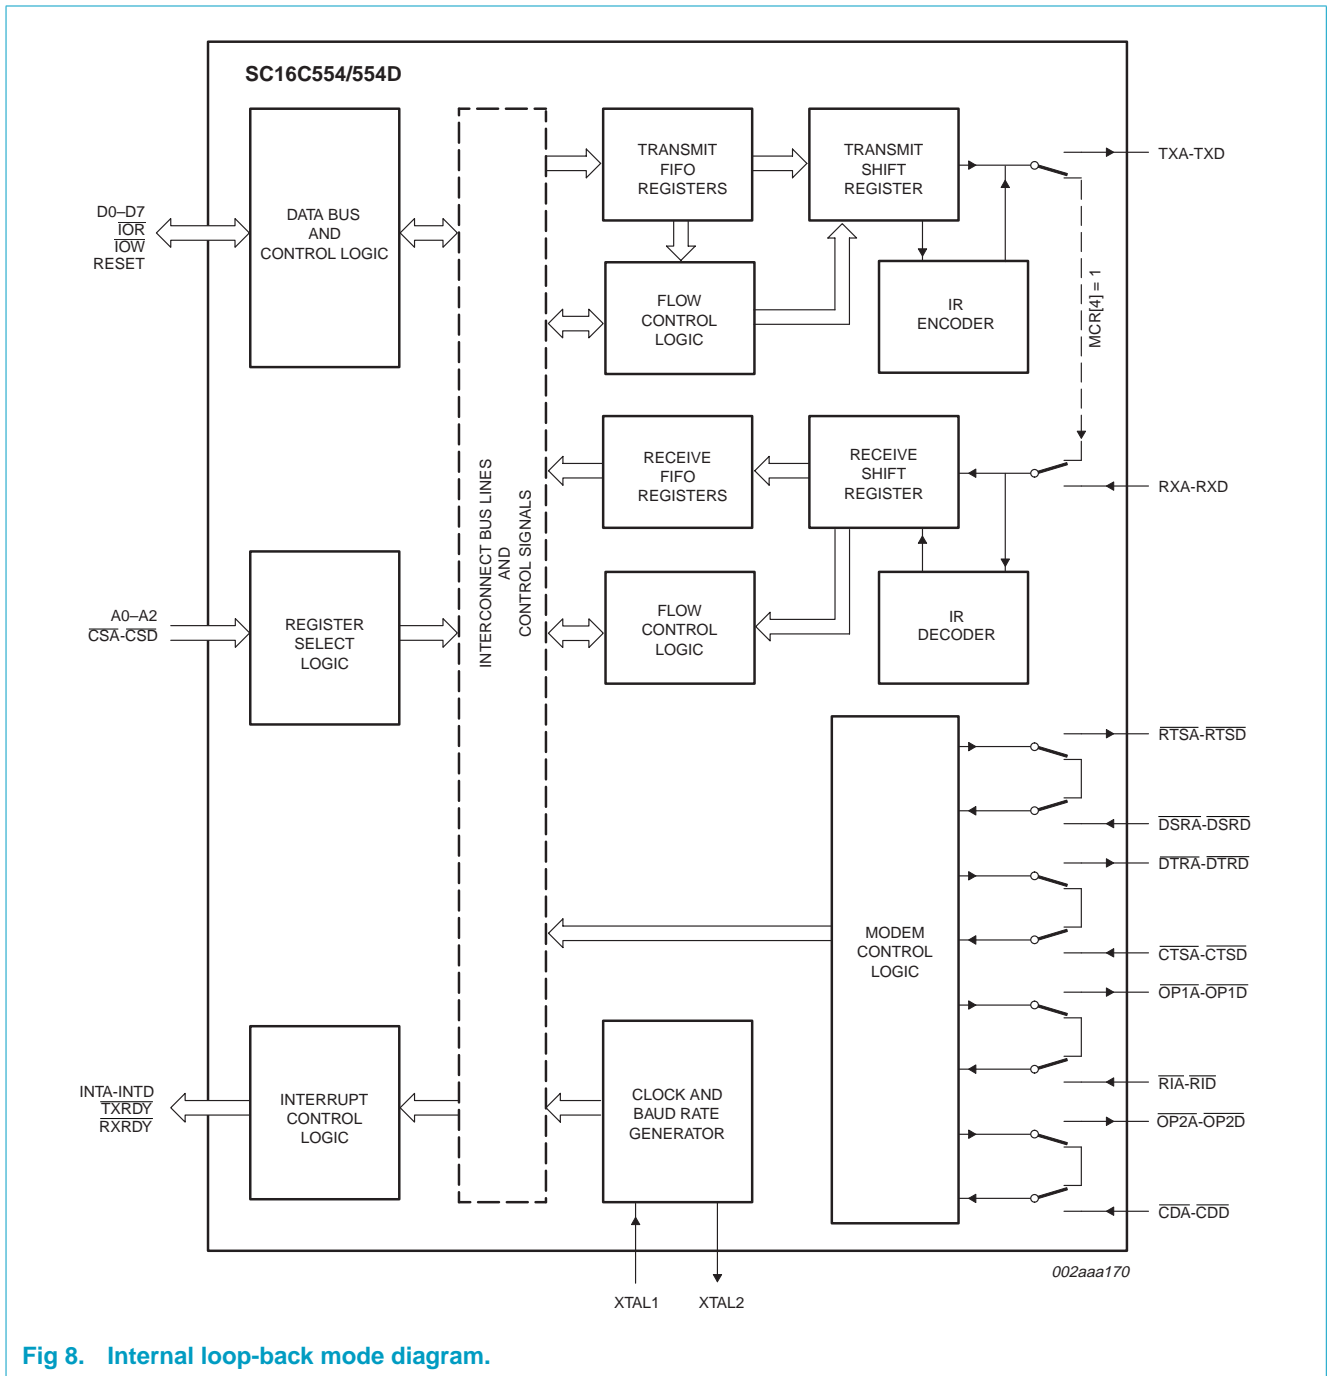 SC16C554/554D
D0–D7
IOR
IOW
RESET
DATA BUS
AND
CONTROL LOGIC
TRANSMIT
FIFO
REGISTERS
TRANSMIT
SHIFT
REGISTER
TXA-TXD
FLOW
CONTROL
LOGIC
IR
ENCODER
MCR[4] = 1
INTERCONNECT BUS LINES
AND
CONTROL SIGNALS
RECEIVE
FIFO
REGISTERS
RECEIVE
SHIFT
REGISTER
RXA-RXD
A0–A2
CSA-CSD
REGISTER
SELECT
LOGIC
FLOW
CONTROL
LOGIC
IR
DECODER
MODEM
CONTROL
LOGIC
RTSA-RTSD
DSRA-DSRD
DTRA-DTRD
CTSA-CTSD
OP1A-OP1D
RIA-RID
OP2A-OP2D
CDA-CDD
INTA-INTD
TXRDY
RXRDY
INTERRUPT
CONTROL
LOGIC
CLOCK AND
BAUD RATE
GENERATOR
XTAL1
XTAL2
002aaa170
Fig 8. Internal loop-back mode diagram.